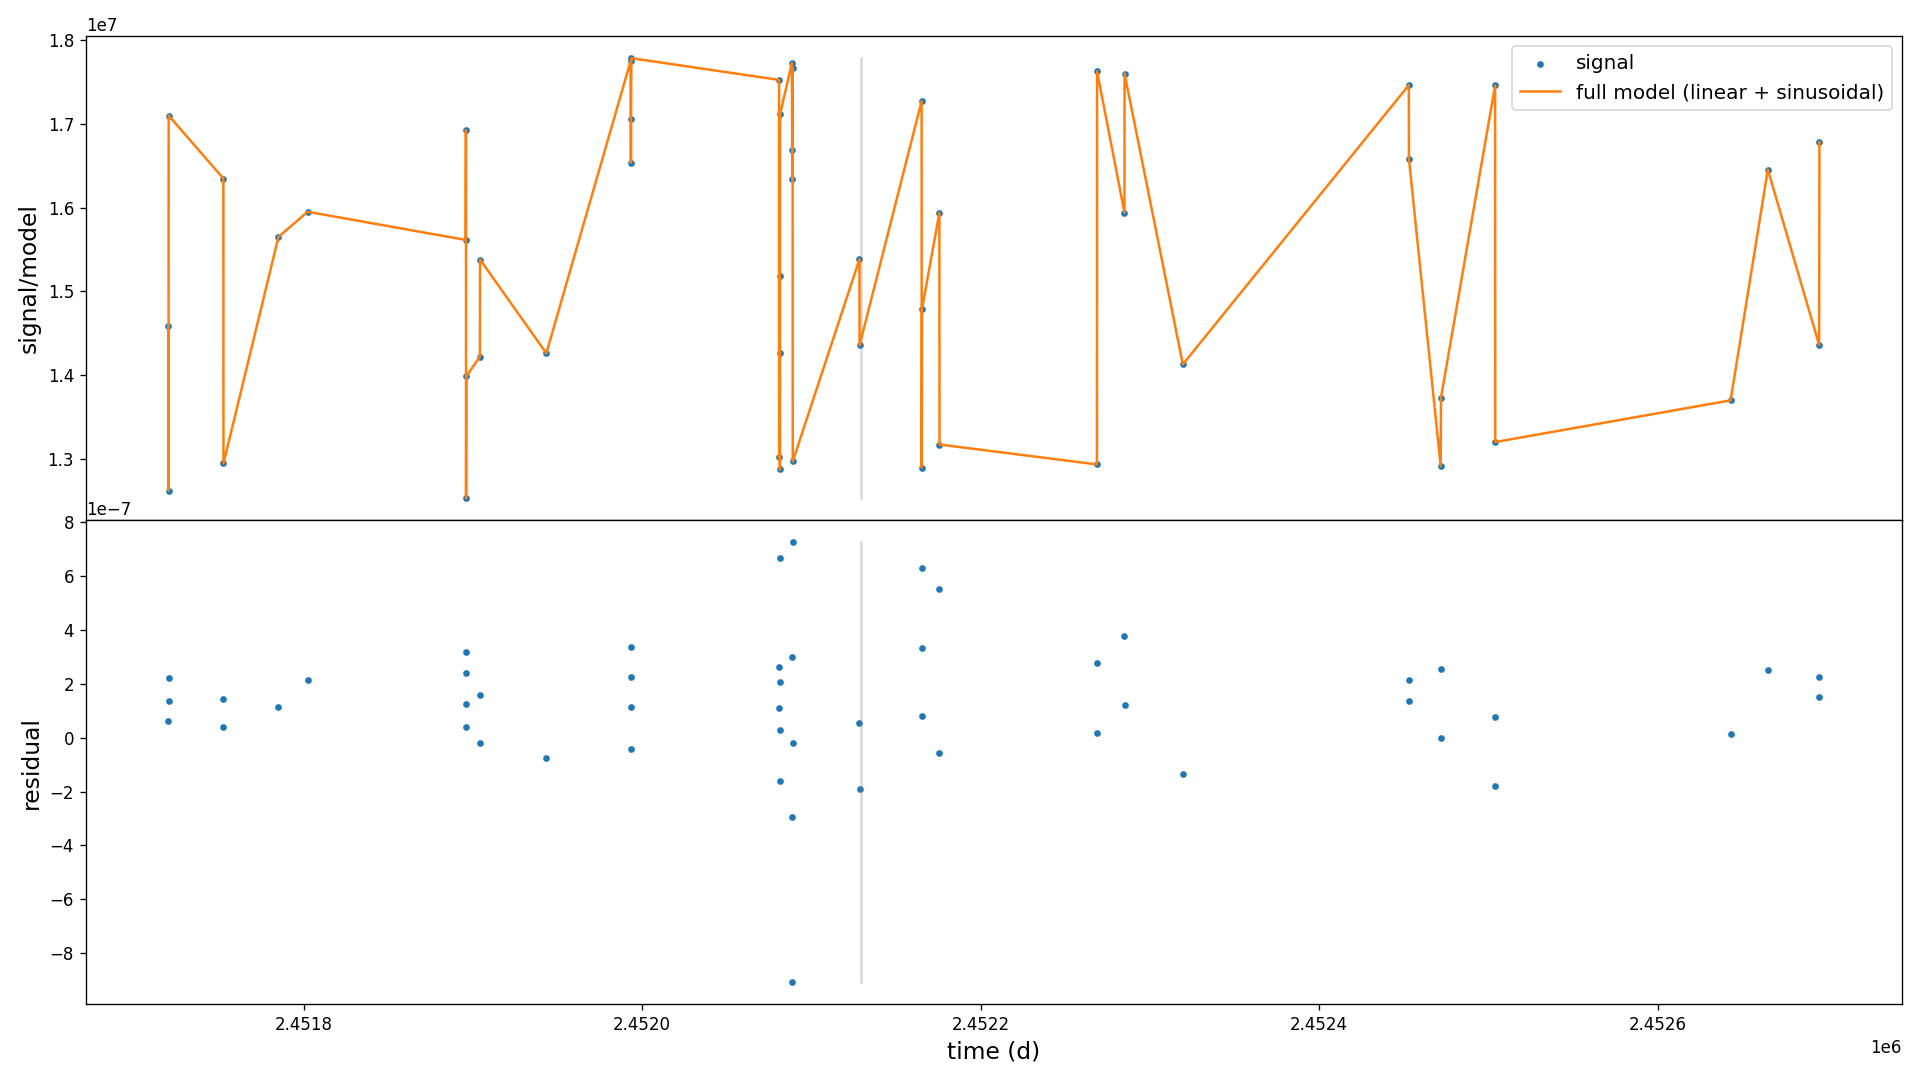 1e7
1.8
1.7
1.6
1.5
1.4
1.3
signal/model
signal
full model (linear + sinusoidal)
1e−7
8
6
4
2
0
−2
−4
−6
−8
residual
2.4518
2.4520
2.4522
2.4524
2.4526
1e6
time (d)